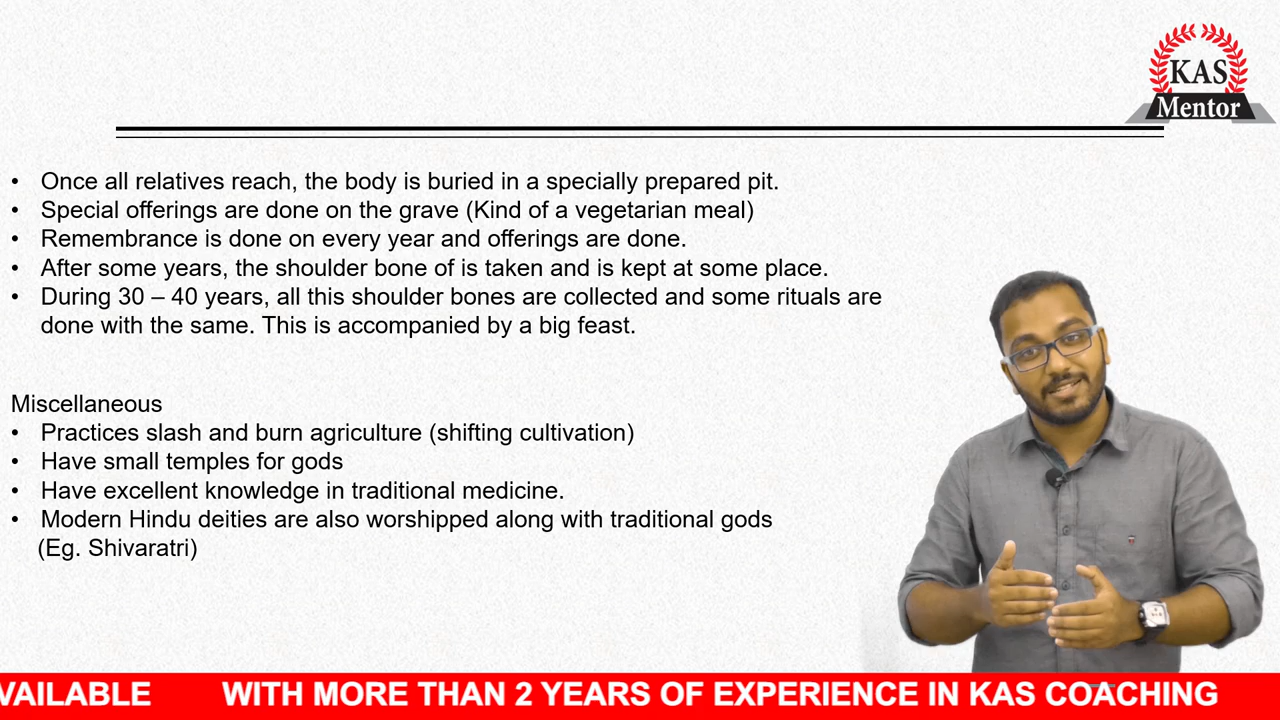 KAS
Mentor
• Once all relatives reach, the body is buried in a specially prepared pit.
• Special offerings are done on the grave (Kind of a vegetarian meal)
• Remembrance is done on every year and offerings are done.
• After some years, the shoulder bone of is taken and is kept at some place.
• During 30 – 40 years, all this shoulder bones are collected and some rituals are
done with the same. This is accompanied by a big feast.
Miscellaneous
• Practices slash and burn agriculture (shifting cultivation)
• Have small temples for gods
• Have excellent knowledge in traditional medicine.
• Modern Hindu deities are also worshipped along with traditional gods
(Eg. Shivaratri)
VAILABLE WITH MORE THAN 2 YEARS OF EXPERIENCE IN KAS COACHING